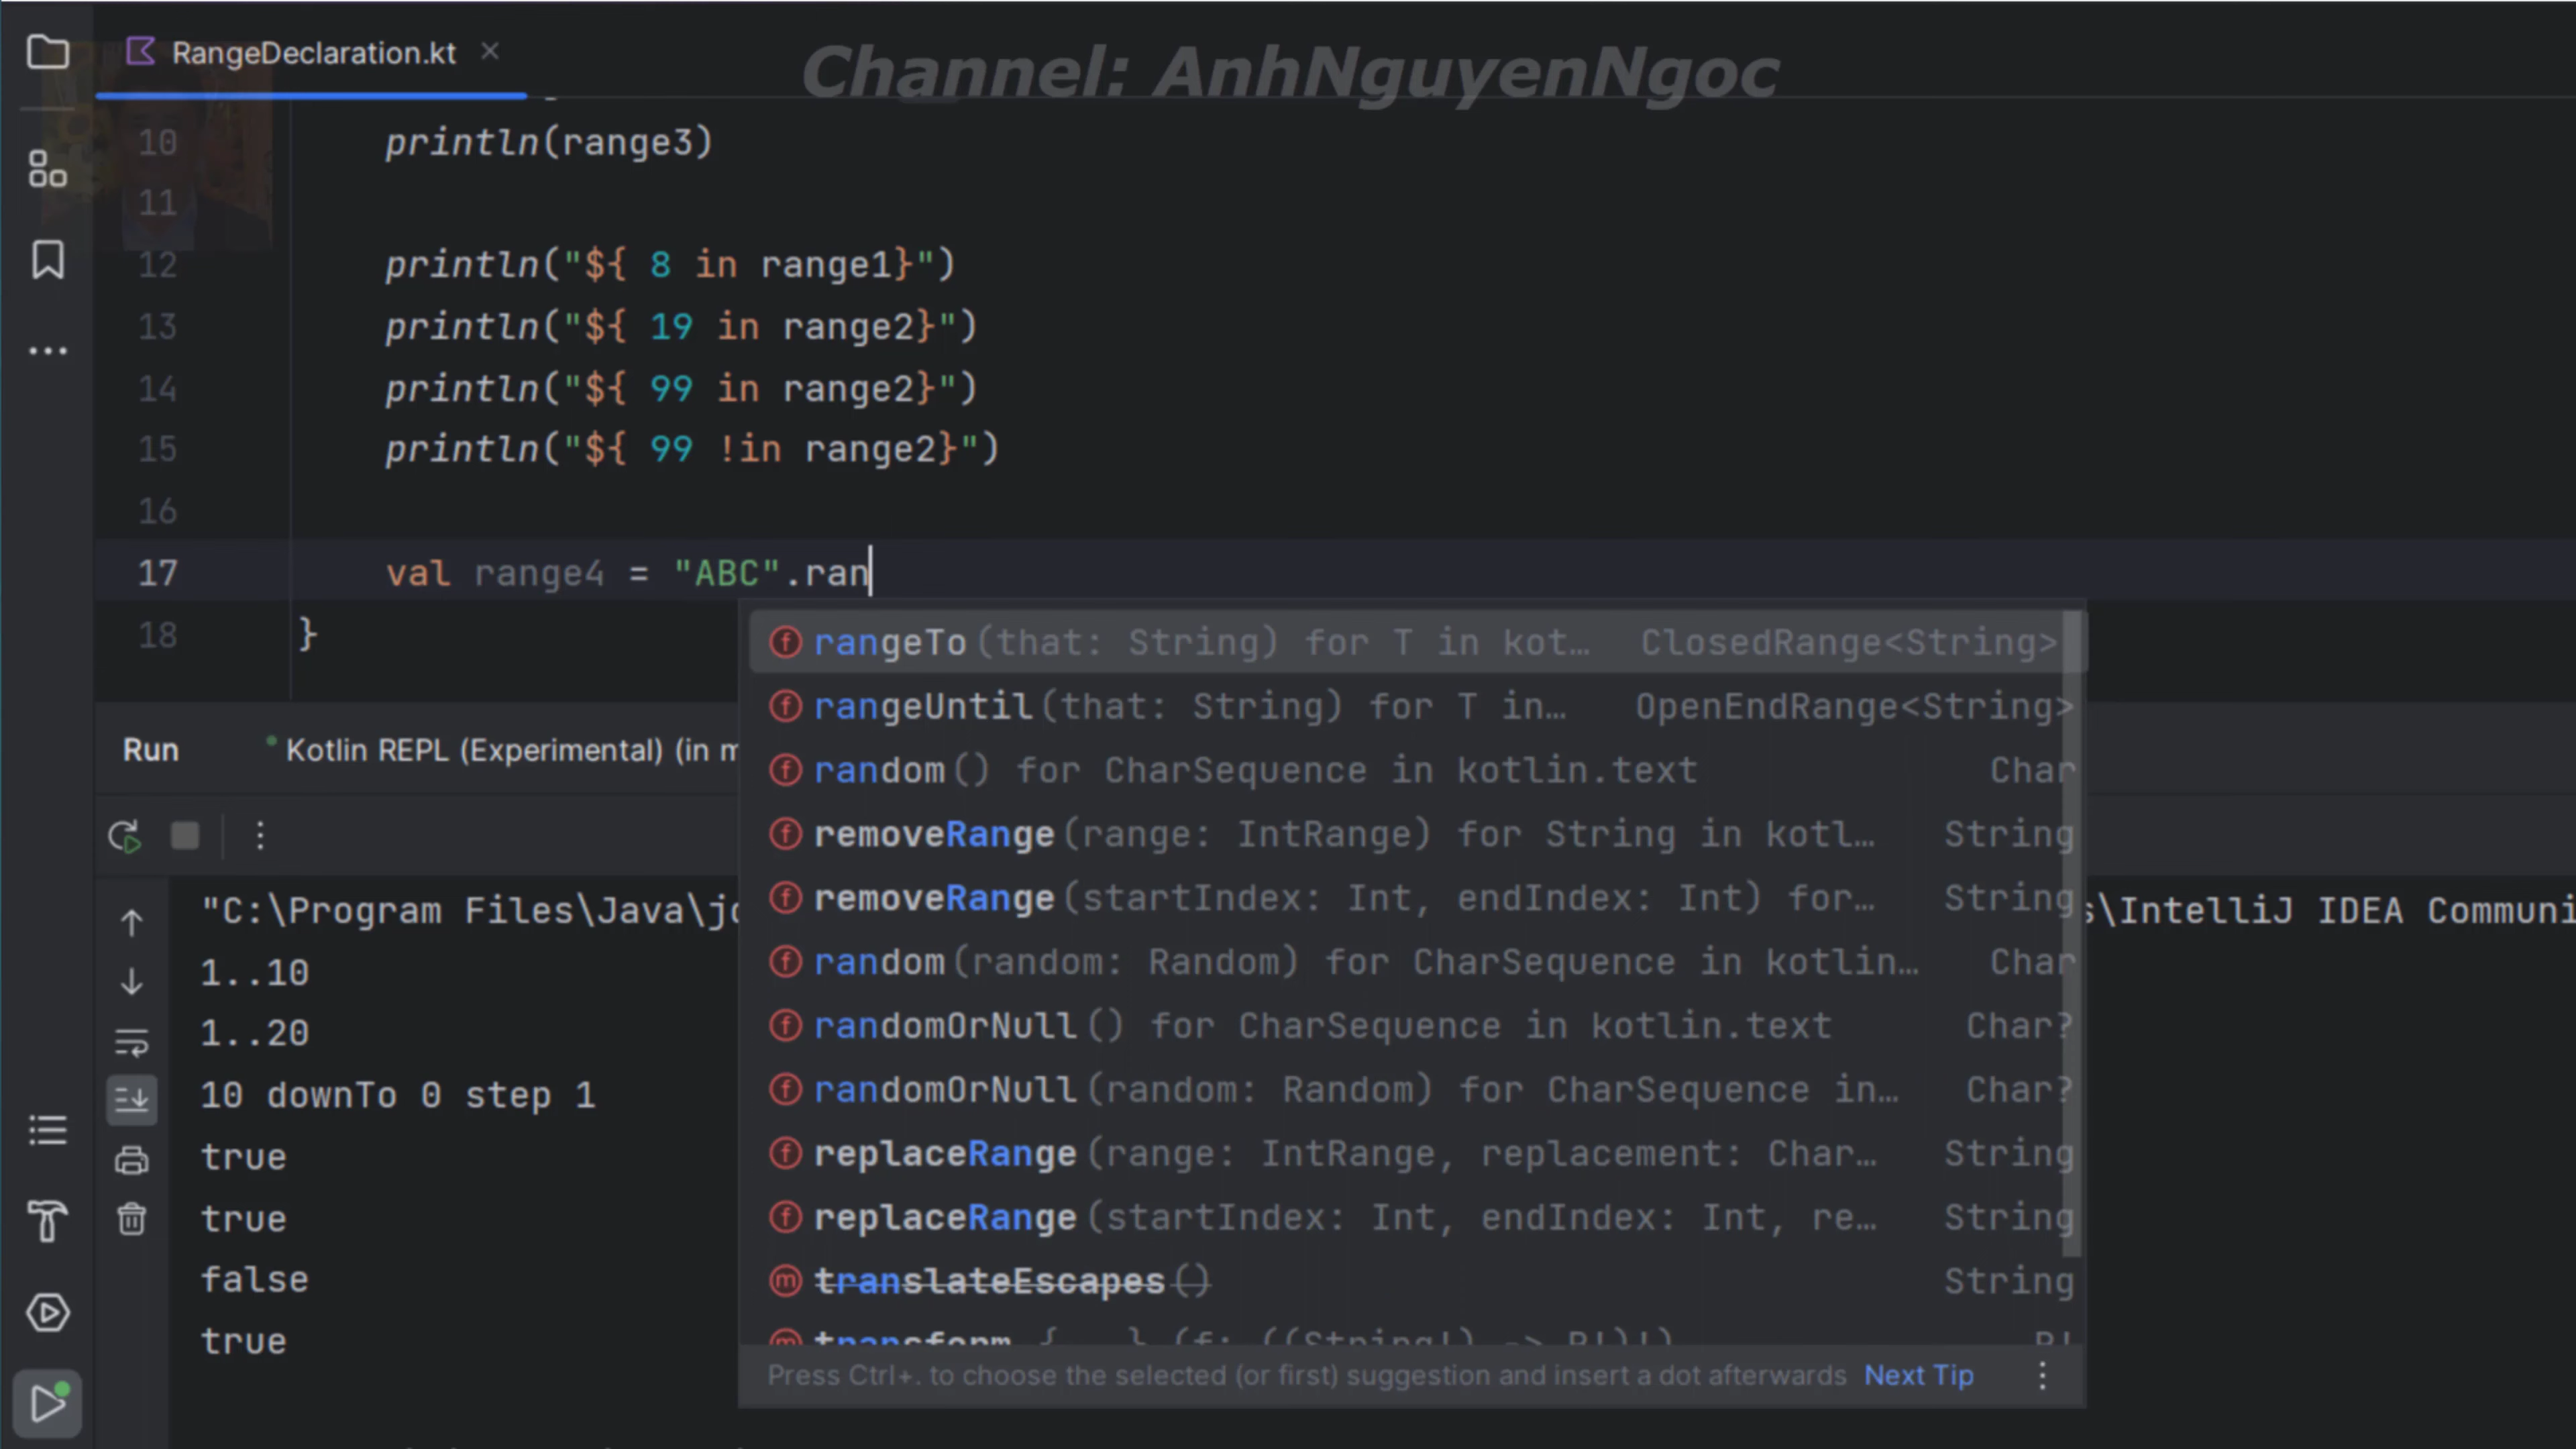 RangeDeclaration.kt
Channel: AnhNguyenNgoc
10 println(range3)
11
12 println("${ 8 in range1}")
13 println("${ 19 in range2}")
14 println("${ 99 in range2}")
15 println("${ 99 !in range2}")
16
17 val range4 = "ABC".ran
18 }
rangeTo(that: String) for T in kot… ClosedRange<String>
rangeUntil(that: String) for T in… OpenEndRange<String>
random() for CharSequence in kotlin.text Char
removeRange(range: IntRange) for String in kotl… String
removeRange(startIndex: Int, endIndex: Int) for… String
random(random: Random) for CharSequence in kotlin… Char
randomOrNull() for CharSequence in kotlin.text Char?
randomOrNull(random: Random) for CharSequence in… Char?
replaceRange(range: IntRange, replacement: Char… String
replaceRange(startIndex: Int, endIndex: Int, re… String
translateEscapes() String
transform { } (f: ((String!) -> R!)!) R!
Press Ctrl+. to choose the selected (or first) suggestion and insert a dot afterwards Next Tip
Run Kotlin REPL (Experimental) (in m
"C:\Program Files\Java\jd s\IntelliJ IDEA Communi
1..10
1..20
10 downTo 0 step 1
true
true
false
true